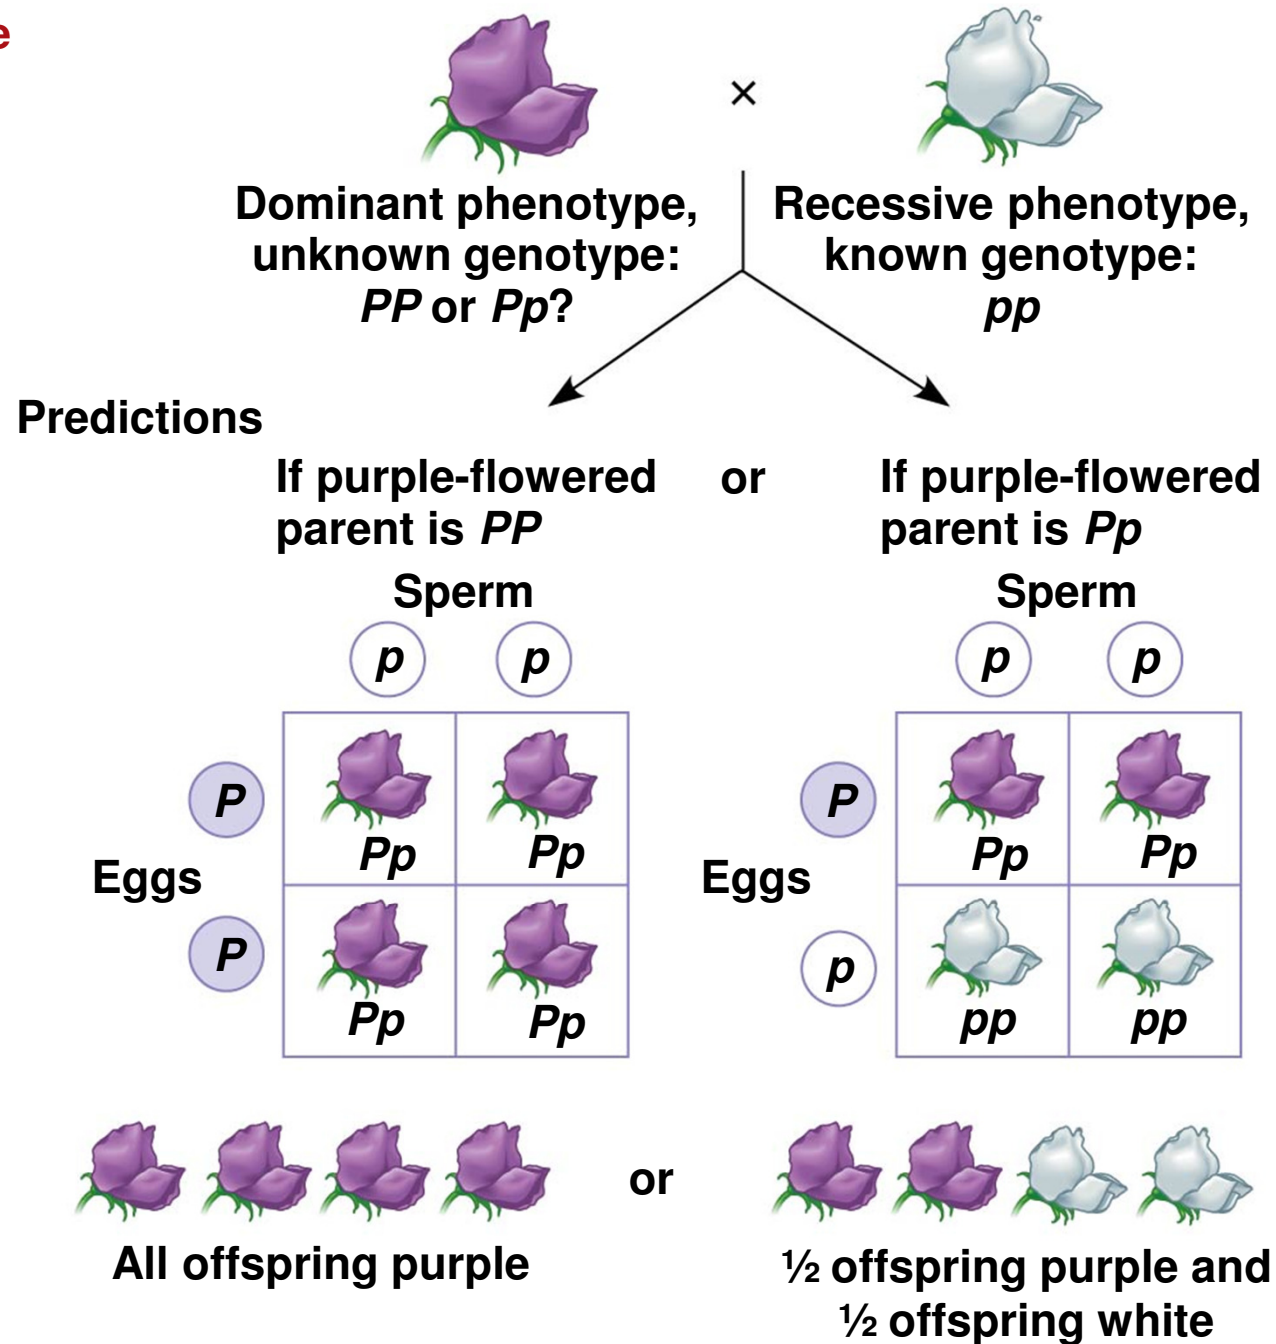 e
×
Dominant phenotype,
unknown genotype:
PP or Pp?
Recessive phenotype,
known genotype:
pp
Predictions
If purple-flowered
parent is PP
or
If purple-flowered
parent is Pp
Sperm
p p
P
Eggs
P
Pp Pp
Pp Pp
Sperm
p p
P
Eggs
p
Pp Pp
pp pp
All offspring purple
or
½ offspring purple and
½ offspring white